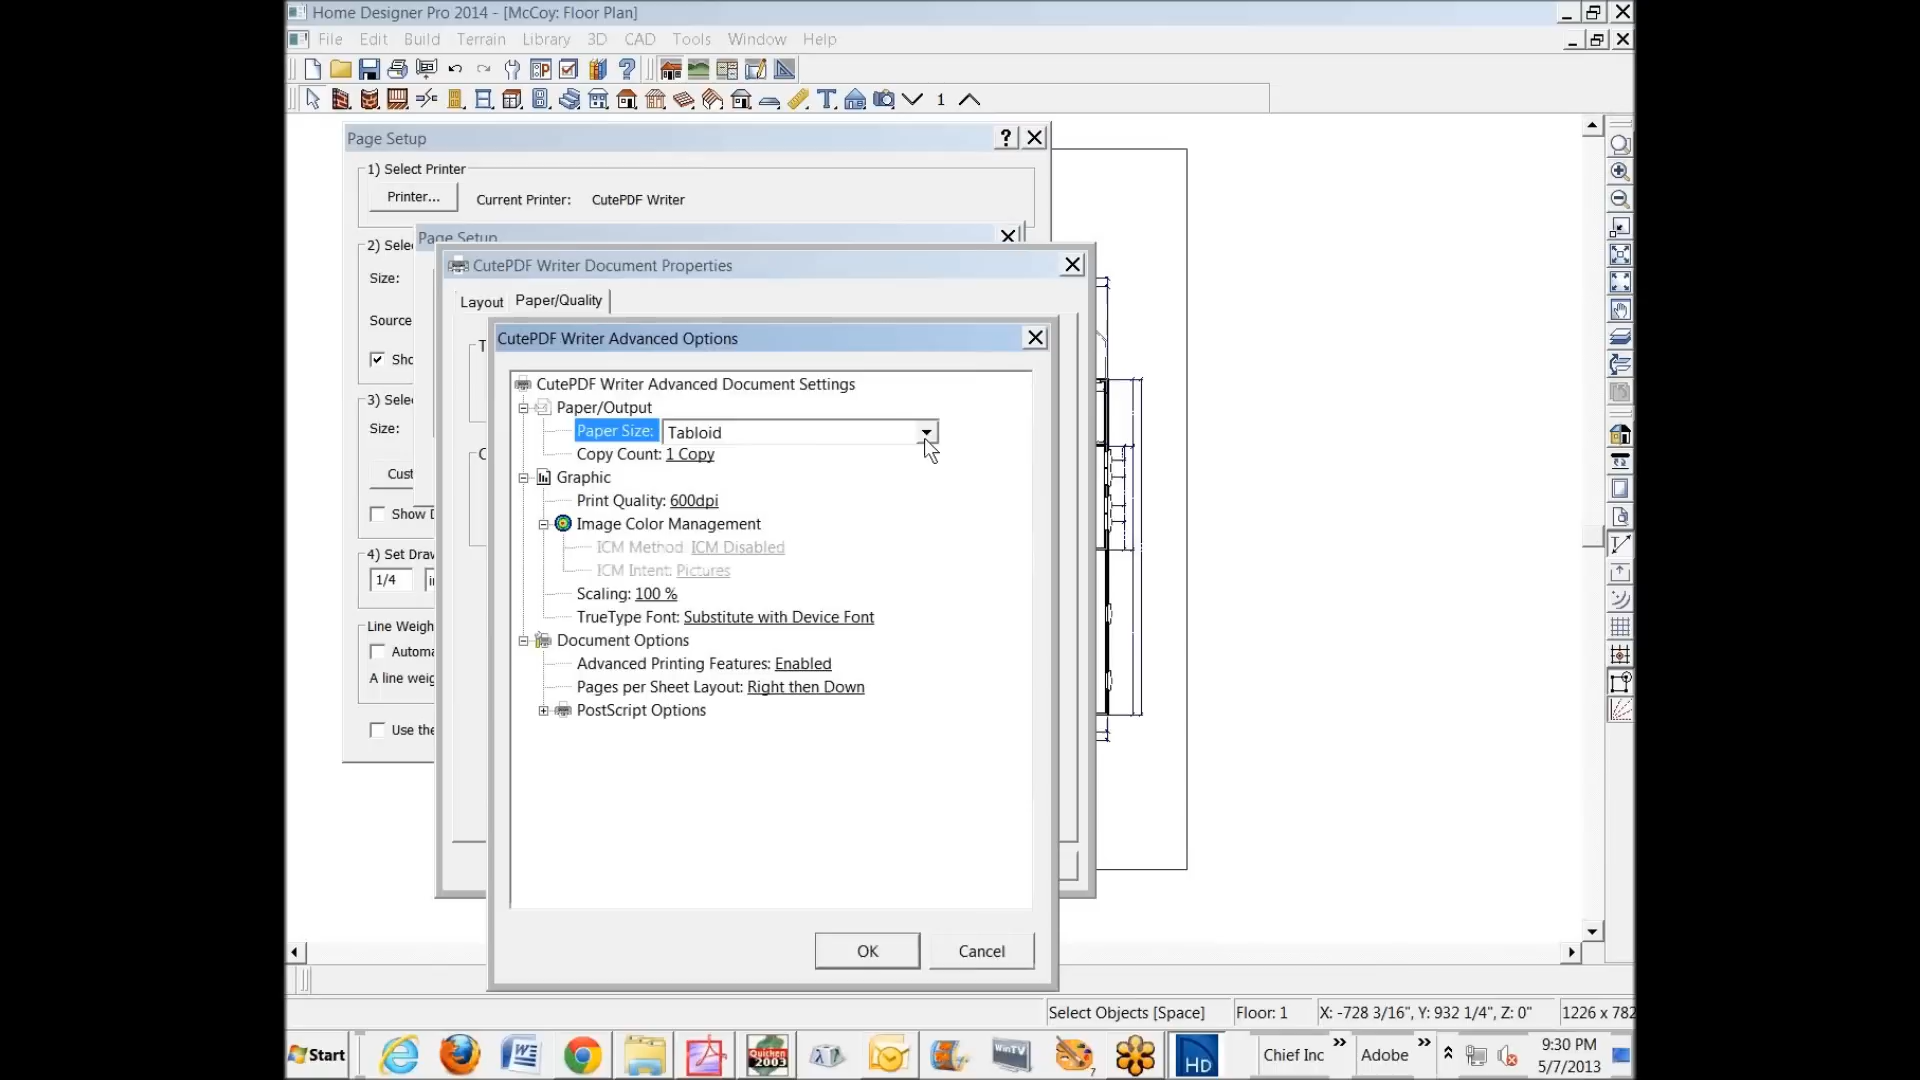 Home Designer Pro 2014 - [McCoy: Floor Plan]
File Edit Build Terrain Library 3D CAD Tools Window Help
1
Page Setup
1) Select Printer
Printer... Current Printer: CutePDF Writer
Page Setup
2) Sele
Size:
Source
Sho
3) Sele
Size:
Cust
Show D
4) Set Draw
1/4 in
Line Weigh
Automa
A line weig
Use the
CutePDF Writer Document Properties
Layout Paper/Quality
CutePDF Writer Advanced Options
CutePDF Writer Advanced Document Settings
Paper/Output
Paper Size: Tabloid
Copy Count: 1 Copy
Graphic
Print Quality: 600dpi
Image Color Management
ICM Method: ICM Disabled
ICM Intent: Pictures
Scaling: 100 %
TrueType Font: Substitute with Device Font
Document Options
Advanced Printing Features: Enabled
Pages per Sheet Layout: Right then Down
PostScript Options
OK Cancel
Select Objects [Space] Floor: 1 X: -728 3/16", Y: 932 1/4", Z: 0" 1226 x 782
Start Quicken 2003 WinTV HD Chief Inc » Adobe » 9:30 PM
5/7/2013